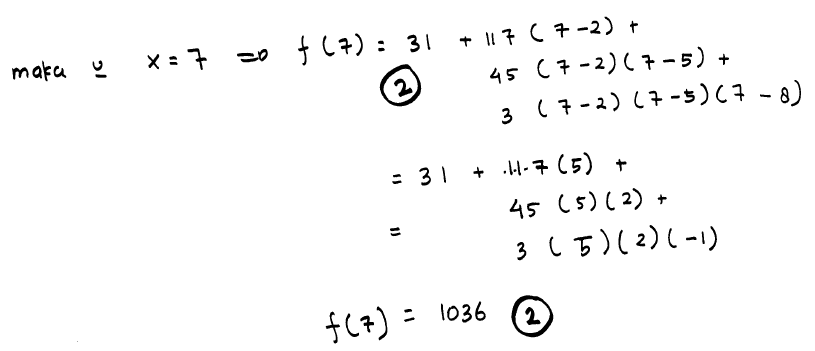 maka u x = 7 => f(7) = 31 + 117 (7-2) +
② 45 (7-2)(7-5) +
3 (7-2)(7-5)(7-8)
= 31 + 117(5) +
45 (5)(2) +
= 3 (5)(2)(-1)
f(7) = 1036 ②